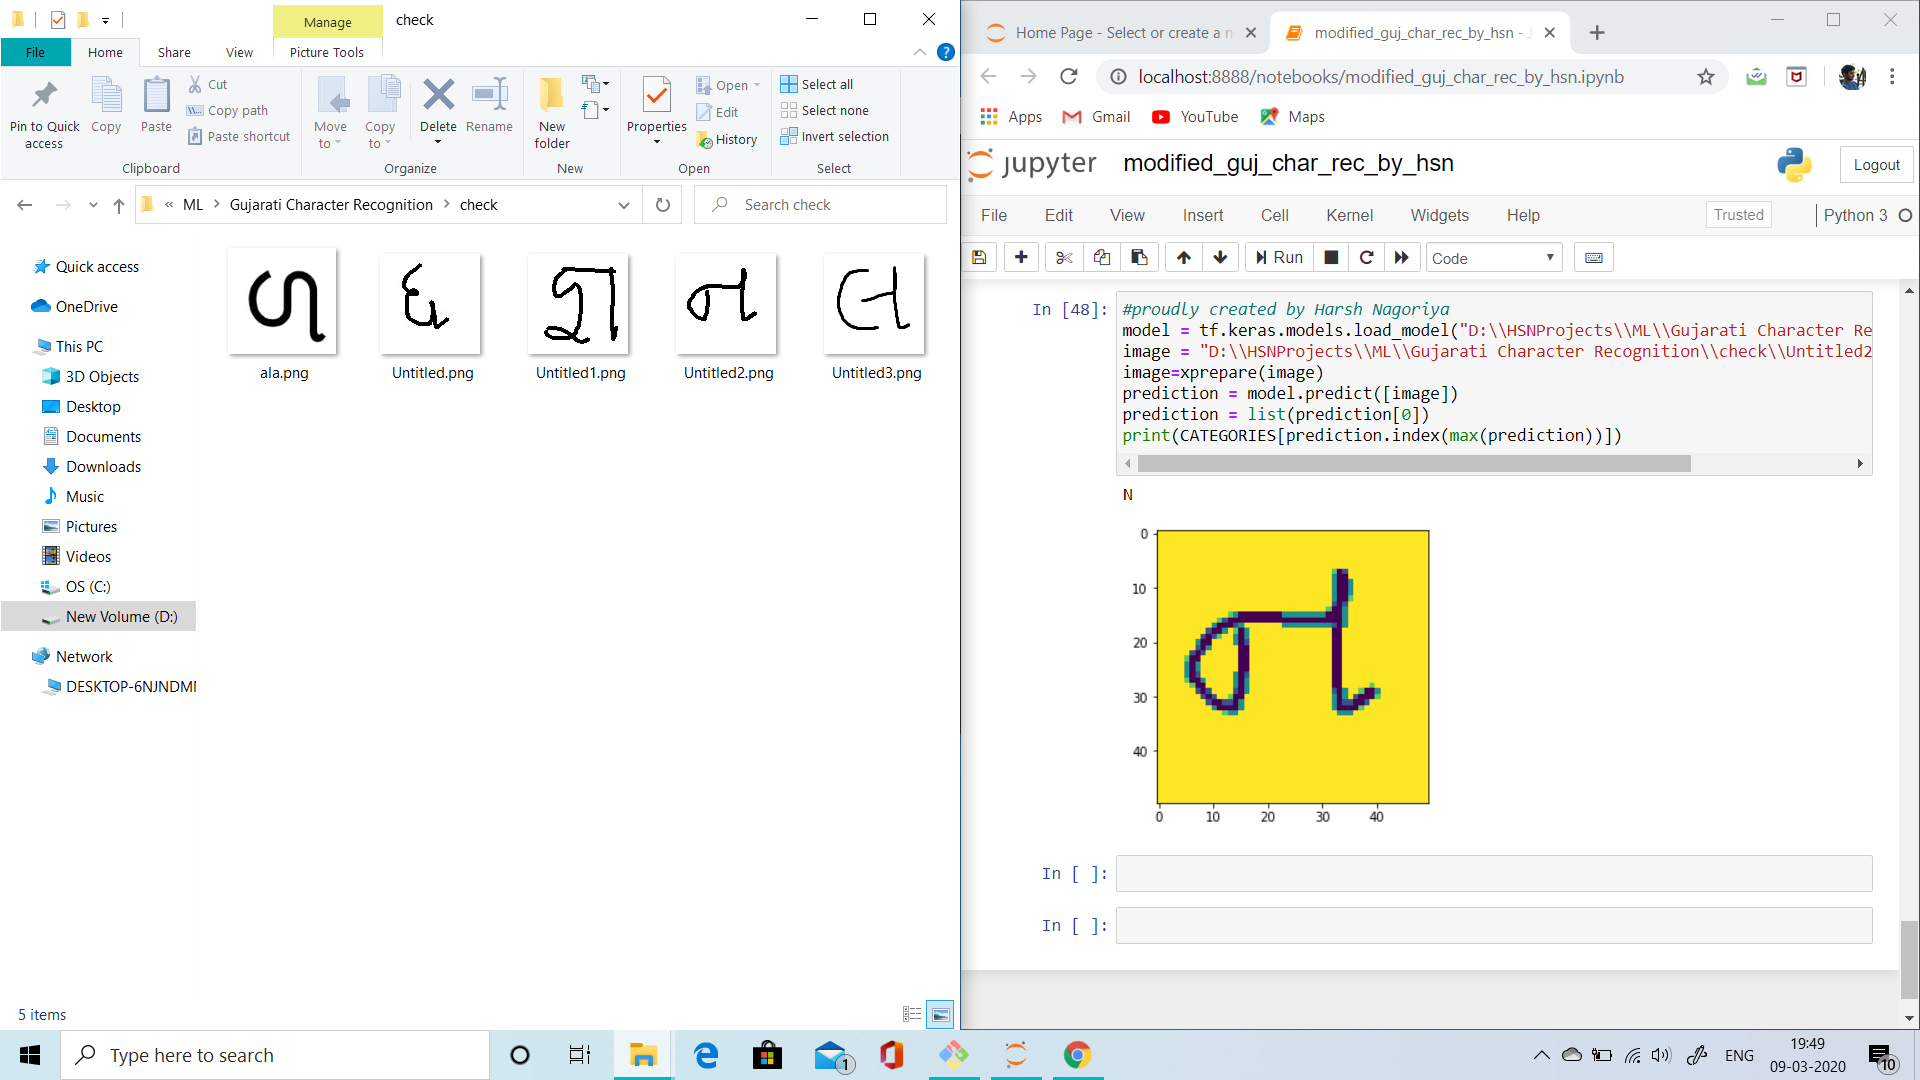 Manage
check
File
Home
Share
View
Picture Tools
Pin to Quick access
Copy
Paste
Cut
Copy path
Paste shortcut
Clipboard
Move to
Copy to
Delete
Rename
Organize
New folder
New
Properties
Open
Edit
History
Open
Select all
Select none
Invert selection
Select
« ML > Gujarati Character Recognition > check
Search check
Quick access
OneDrive
This PC
3D Objects
Desktop
Documents
Downloads
Music
Pictures
Videos
OS (C:)
New Volume (D:)
Network
DESKTOP-6NJNDM
ળ
ala.png
ધ
Untitled.png
શ
Untitled1.png
ન
Untitled2.png
લ
Untitled3.png
5 items
Home Page - Select or create a n
modified_guj_char_rec_by_hsn - J
localhost:8888/notebooks/modified_guj_char_rec_by_hsn.ipynb
Apps
Gmail
YouTube
Maps
jupyter modified_guj_char_rec_by_hsn
Logout
File
Edit
View
Insert
Cell
Kernel
Widgets
Help
Trusted
Python 3
Run
Code
In [48]:
#proudly created by Harsh Nagoriya
model = tf.keras.models.load_model("D:\\HSNProjects\\ML\\Gujarati Character Re
image = "D:\\HSNProjects\\ML\\Gujarati Character Recognition\\check\\Untitled2
image=xprepare(image)
prediction = model.predict([image])
prediction = list(prediction[0])
print(CATEGORIES[prediction.index(max(prediction))])
N
0
10
20
30
40
ન
0 10 20 30 40
In [ ]:
In [ ]:
Type here to search
1
ENG
19:49
09-03-2020
10